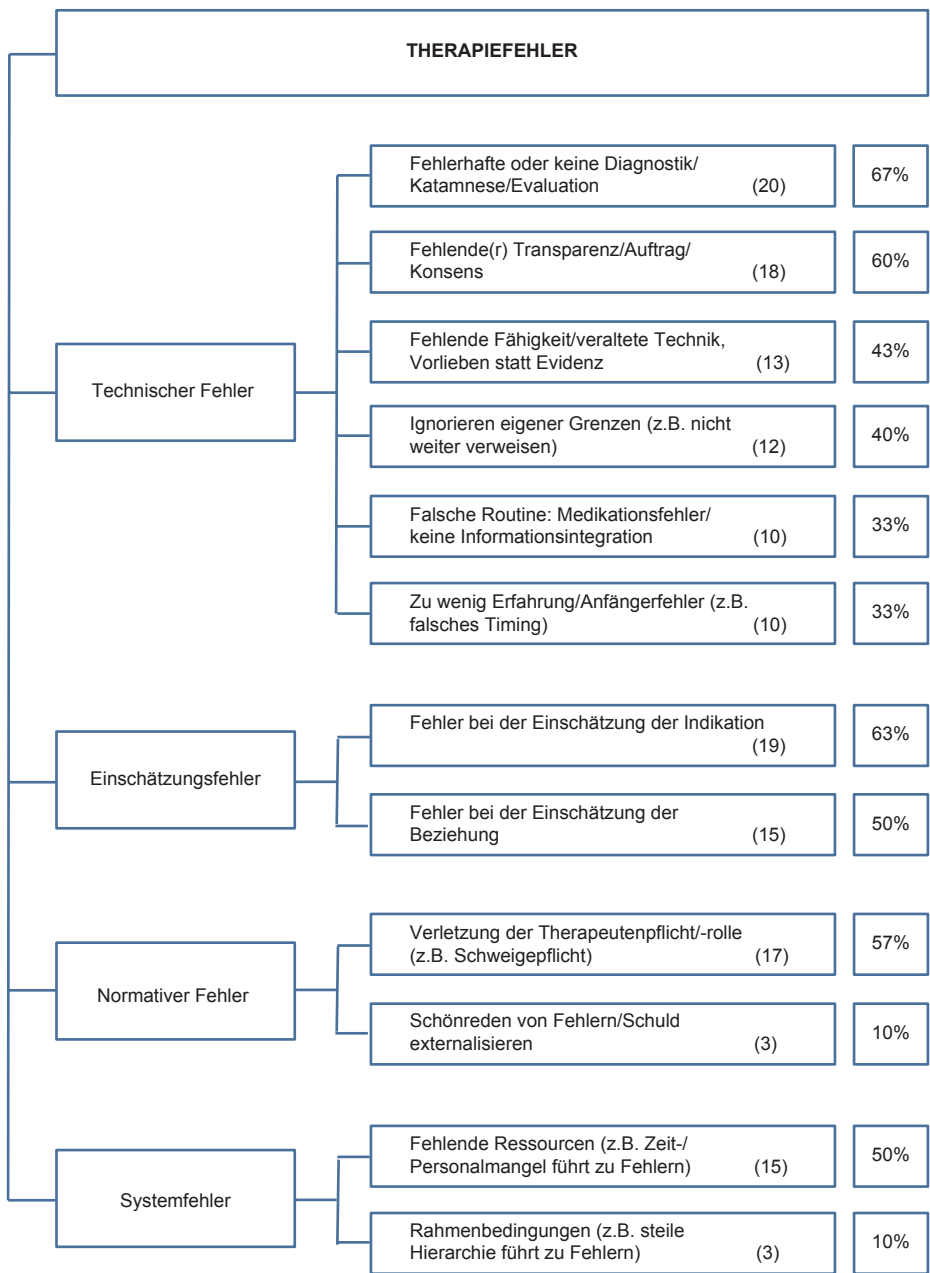 THERAPIEFEHLER
Technischer Fehler
Fehlerhafte oder keine Diagnostik/
Katamnese/Evaluation (20)
67%
Fehlende(r) Transparenz/Auftrag/
Konsens (18)
60%
Fehlende Fähigkeit/veraltete Technik,
Vorlieben statt Evidenz (13)
43%
Ignorieren eigener Grenzen (z.B. nicht
weiter verweisen) (12)
40%
Falsche Routine: Medikationsfehler/
keine Informationsintegration (10)
33%
Zu wenig Erfahrung/Anfängerfehler (z.B.
falsches Timing) (10)
33%
Einschätzungsfehler
Fehler bei der Einschätzung der Indikation
(19)
63%
Fehler bei der Einschätzung der
Beziehung (15)
50%
Normativer Fehler
Verletzung der Therapeutenpflicht/-rolle
(z.B. Schweigepflicht) (17)
57%
Schönreden von Fehlern/Schuld
externalisieren (3)
10%
Systemfehler
Fehlende Ressourcen (z.B. Zeit-/
Personalmangel führt zu Fehlern) (15)
50%
Rahmenbedingungen (z.B. steile
Hierarchie führt zu Fehlern) (3)
10%